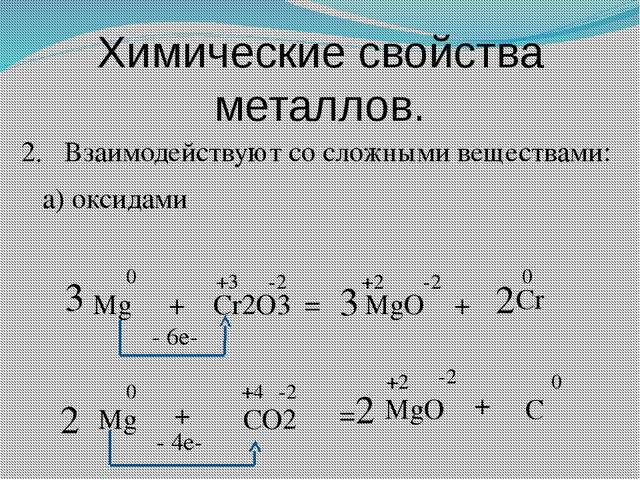 Химические свойства
металлов.
2. Взаимодействуют со сложными веществами:
а) оксидами
0 +3 -2 +2 -2 0
3 Mg + Cr2O3 = 3 MgO + 2Cr
- 6e-
0 +4 -2 +2 -2 0
2 Mg + CO2 =2 MgO + C
- 4e-